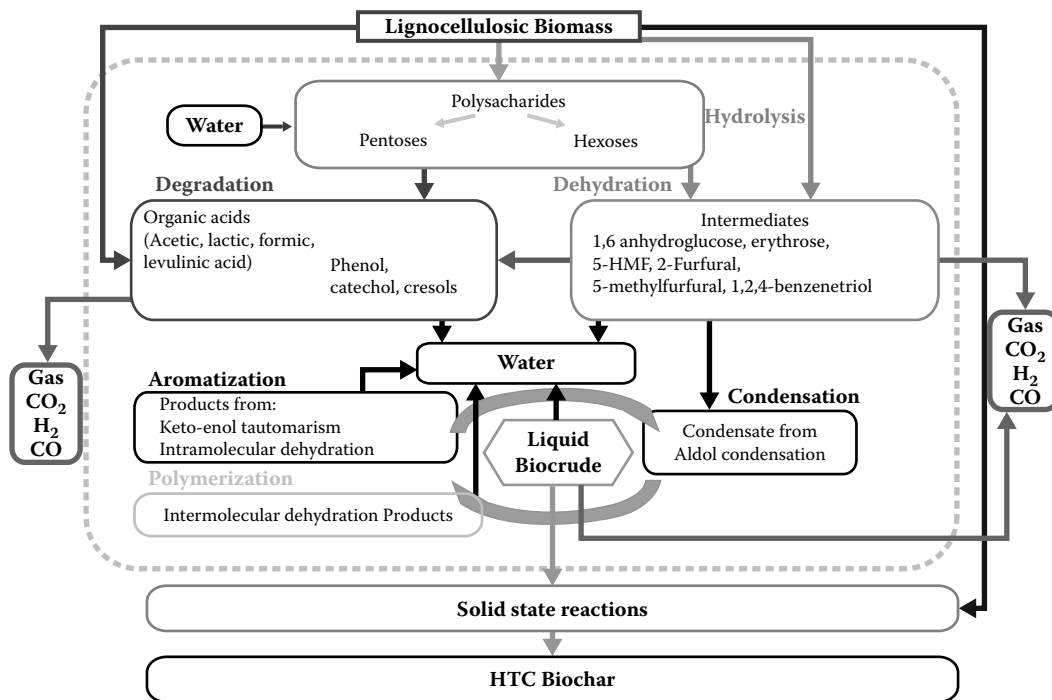 Lignocellulosic Biomass
Polysacharides
Hydrolysis
Water
Pentoses
Hexoses
Degradation
Dehydration
Organic acids
(Acetic, lactic, formic,
levulinic acid)
Phenol,
catechol, cresols
Intermediates
1,6 anhydroglucose, erythrose,
5-HMF, 2-Furfural,
5-methylfurfural, 1,2,4-benzenetriol
Gas
CO₂
H₂
CO
Gas
CO₂
H₂
CO
Water
Aromatization
Products from:
Keto-enol tautomarism
Intramolecular dehydration
Liquid
Biocrude
Condensation
Condensate from
Aldol condensation
Polymerization
Intermolecular dehydration Products
Solid state reactions
HTC Biochar